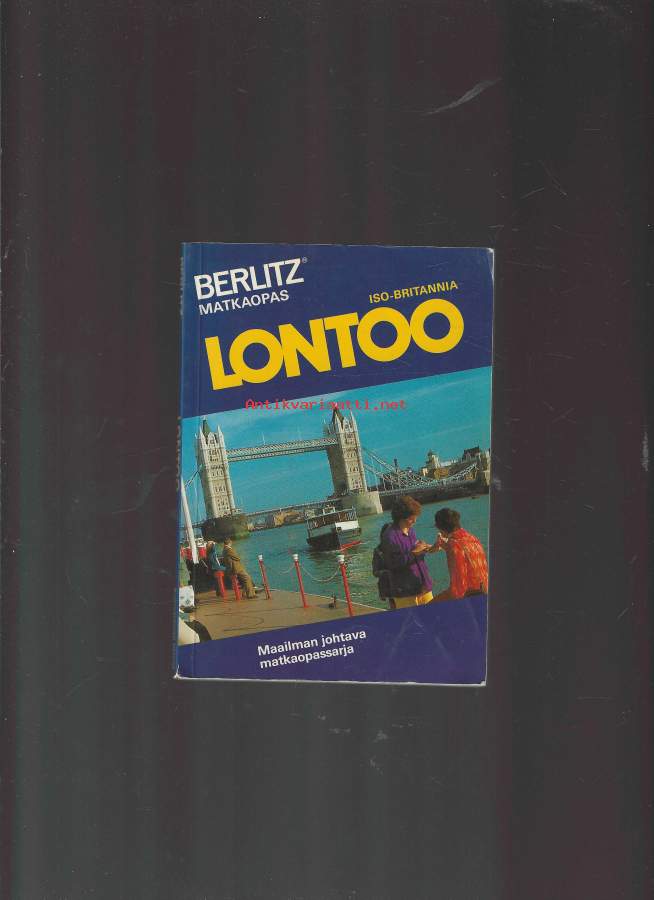 BERLITZ®
MATKAOPAS
ISO-BRITANNIA
LONTOO
Antikvariaatti.net
Maailman johtava
matkaopassarja